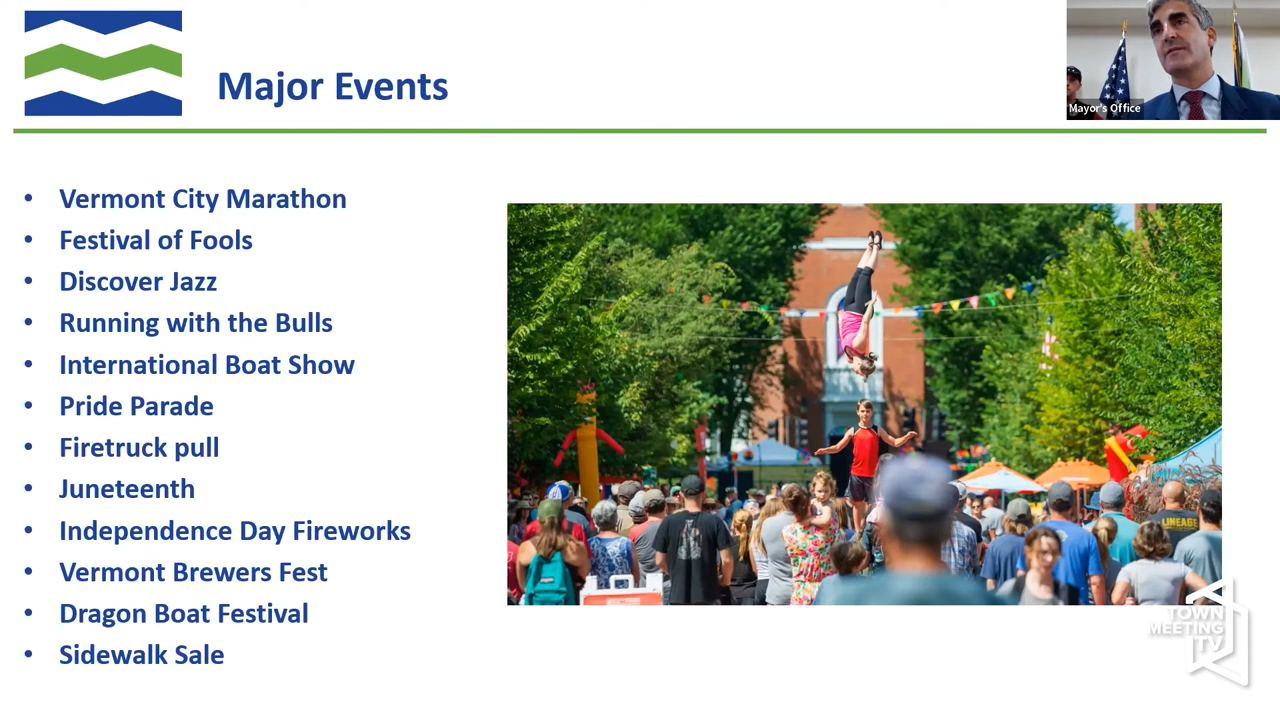 Major Events
Mayor's Office
• Vermont City Marathon
• Festival of Fools
• Discover Jazz
• Running with the Bulls
• International Boat Show
• Pride Parade
• Firetruck pull
• Juneteenth
• Independence Day Fireworks
• Vermont Brewers Fest
• Dragon Boat Festival
• Sidewalk Sale
LINEAGE
TOWN
MEETING
TV